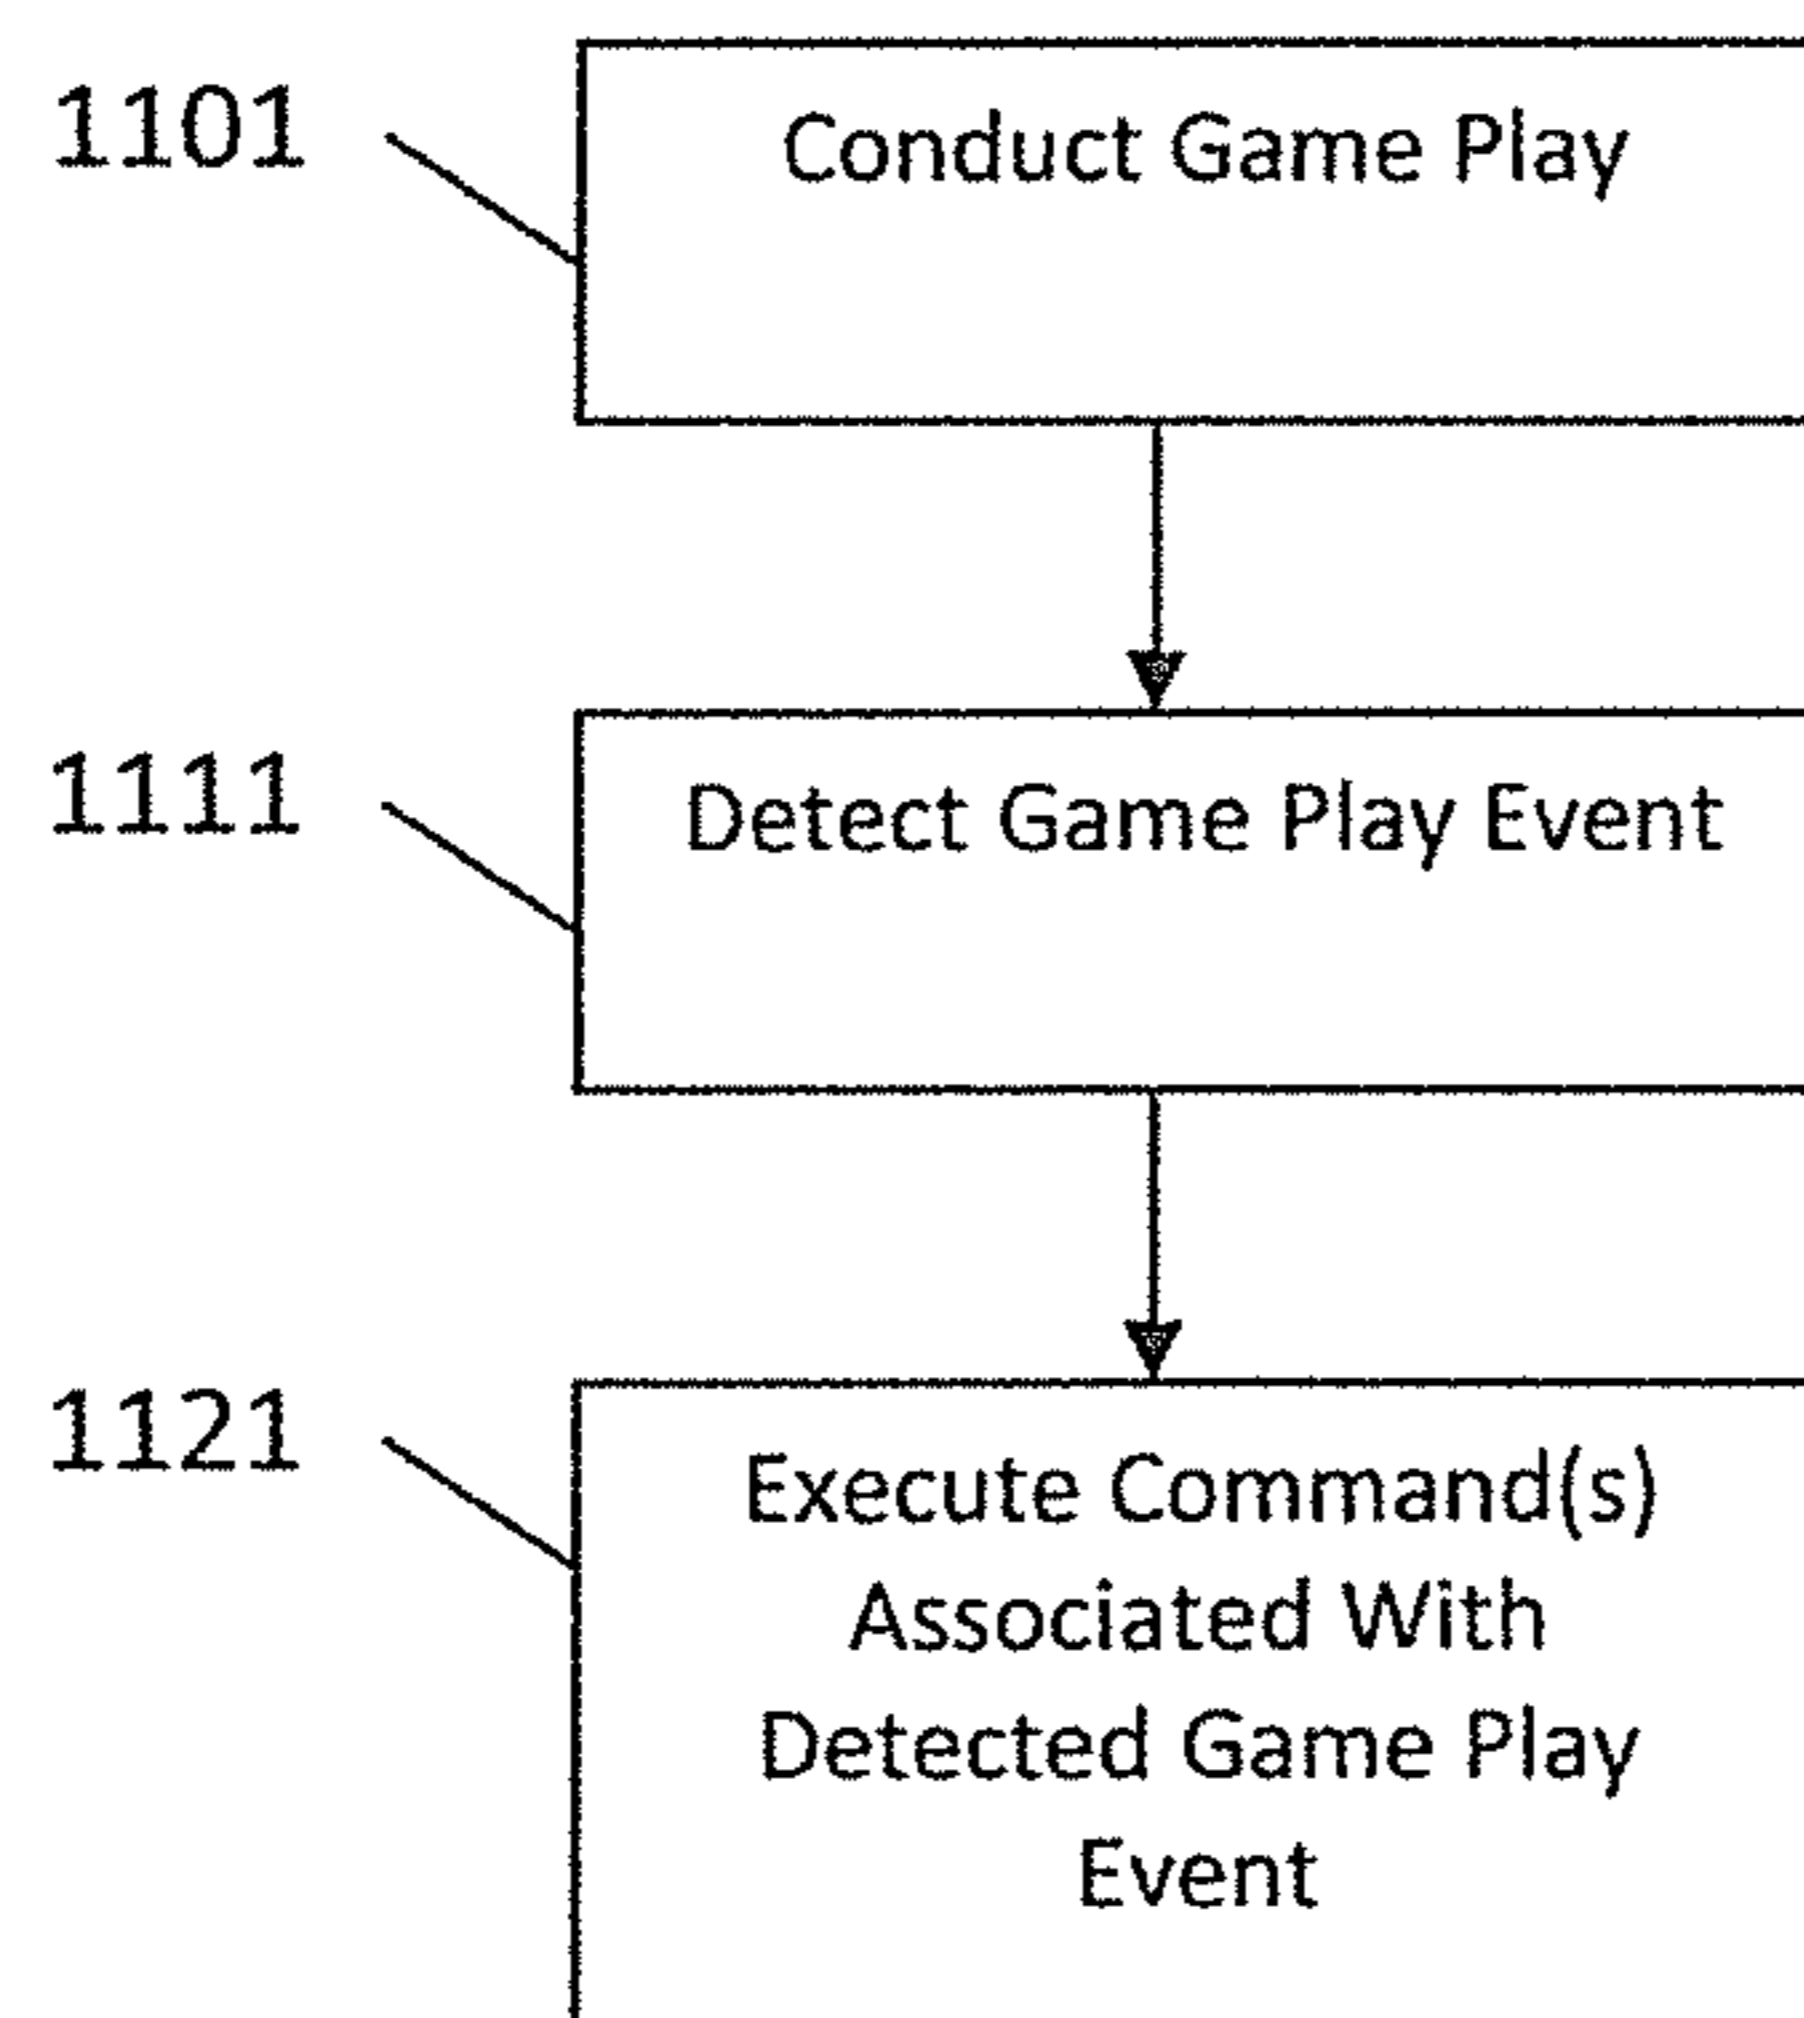 1101
Conduct Game Play
1111
Detect Game Play Event
1121
Execute Command(s)
Associated With
Detected Game Play
Event